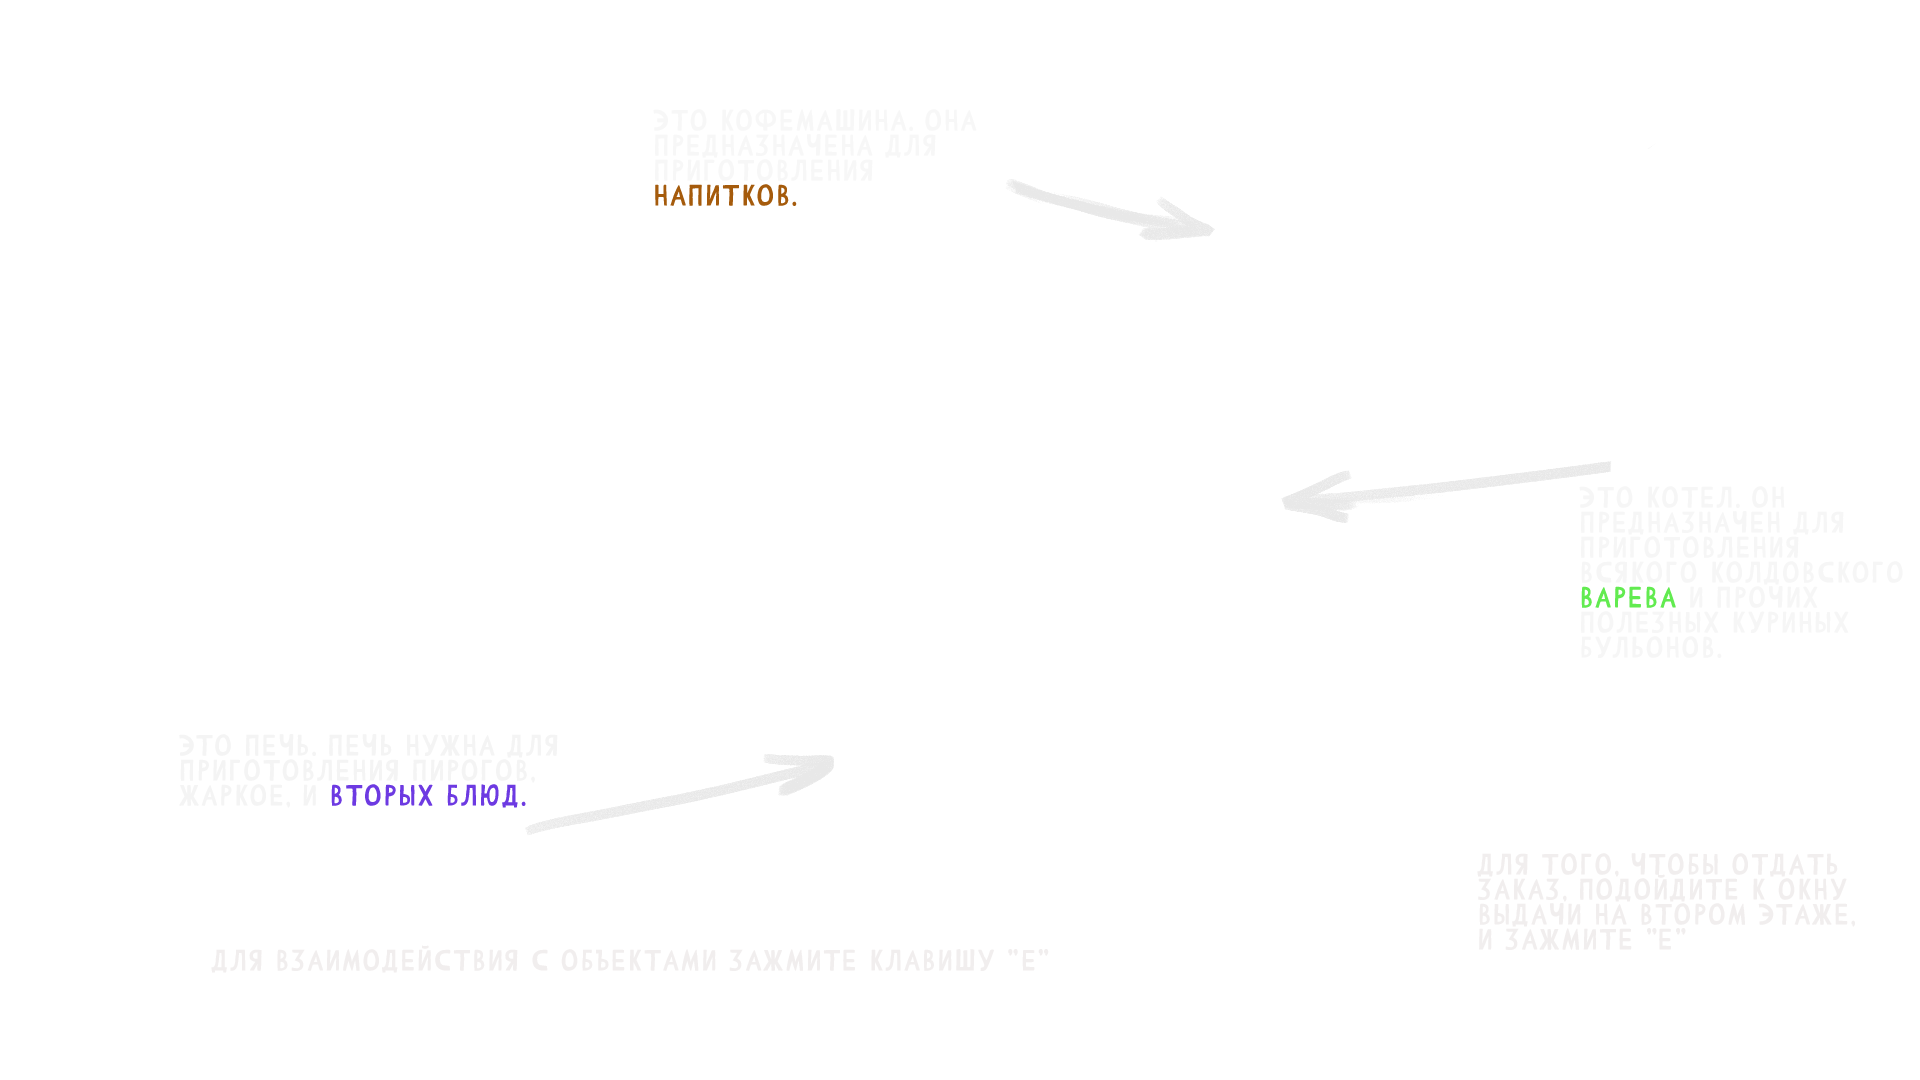 ЭТО КОФЕМАШИНА. ОНА
ПРЕДНАЗНАЧЕНА ДЛЯ
ПРИГОТОВЛЕНИЯ
НАПИТКОВ.
ЭТО КОТЕЛ. ОН
ПРЕДНАЗНАЧЕН ДЛЯ
ПРИГОТОВЛЕНИЯ
ВСЯКОГО КОЛДОВСКОГО
ВАРЕВА И ПРОЧИХ
ПОЛЕЗНЫХ КУРИНЫХ
БУЛЬОНОВ.
ЭТО ПЕЧЬ. ПЕЧЬ НУЖНА ДЛЯ
ПРИГОТОВЛЕНИЯ ПИРОГОВ,
ЖАРКОЕ, И ВТОРЫХ БЛЮД.
ДЛЯ ТОГО, ЧТОБЫ ОТДАТЬ
ЗАКАЗ, ПОДОЙДИТЕ К ОКНУ
ВЫДАЧИ НА ВТОРОМ ЭТАЖЕ,
И ЗАЖМИТЕ "Е"
ДЛЯ ВЗАИМОДЕЙСТВИЯ С ОБЪЕКТАМИ ЗАЖМИТЕ КЛАВИШУ "Е"